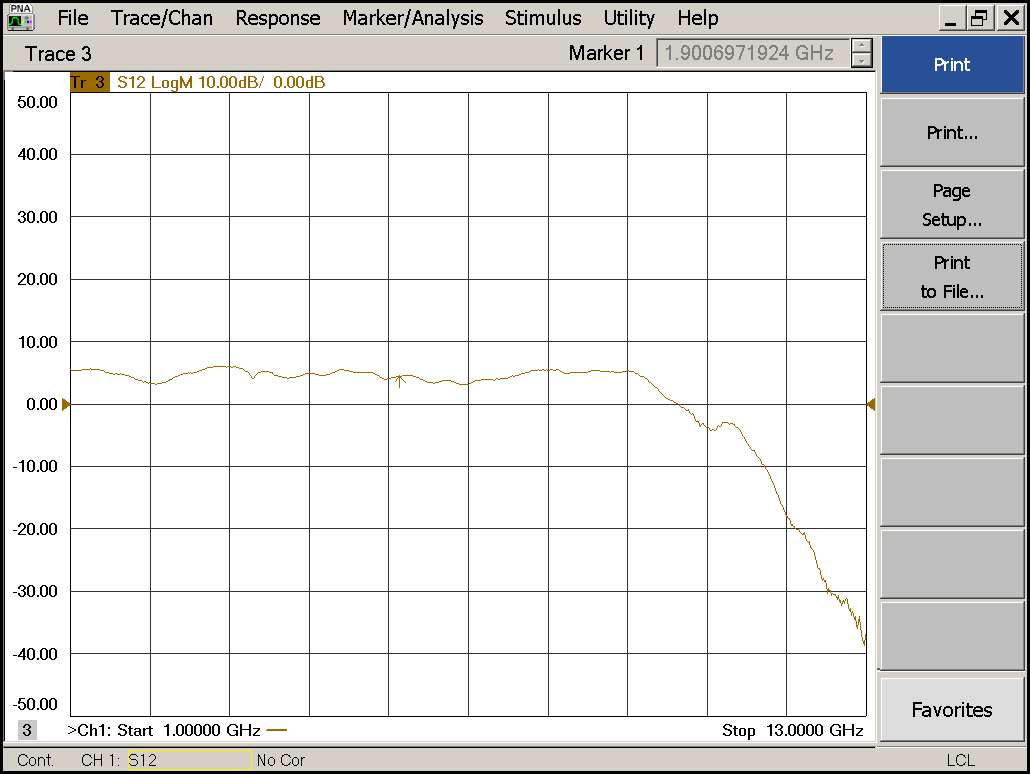 PNA
File Trace/Chan Response Marker/Analysis Stimulus Utility Help
Trace 3 Marker 1 1.9006971924 GHz
Tr 3 S12 LogM 10.00dB/ 0.00dB
50.00
40.00
30.00
20.00
10.00
0.00
-10.00
-20.00
-30.00
-40.00
-50.00
3 >Ch1: Start 1.00000 GHz Stop 13.0000 GHz
Cont. CH 1: S12 No Cor LCL
Print
Print...
Page
Setup...
Print
to File...
Favorites